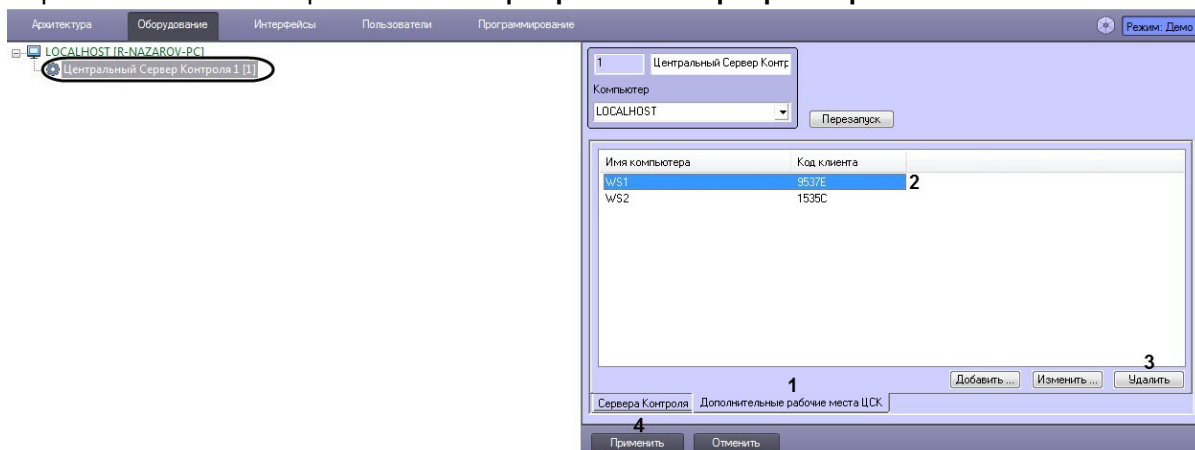 Архитектура Оборудование Интерфейсы Пользователи Программирование Режим: Демо
LOCALHOST [R-NAZAROV-PC]
Центральный Сервер Контроля 1 [1]
1 Центральный Сервер Контр
Компьютер
LOCALHOST
Перезапуск
Имя компьютера Код клиента
WS1 9537E 2
WS2 1535C
3
Добавить ... Изменить ... Удалить
1
Сервера Контроля Дополнительные рабочие места ЦСК
4
Применить Отменить